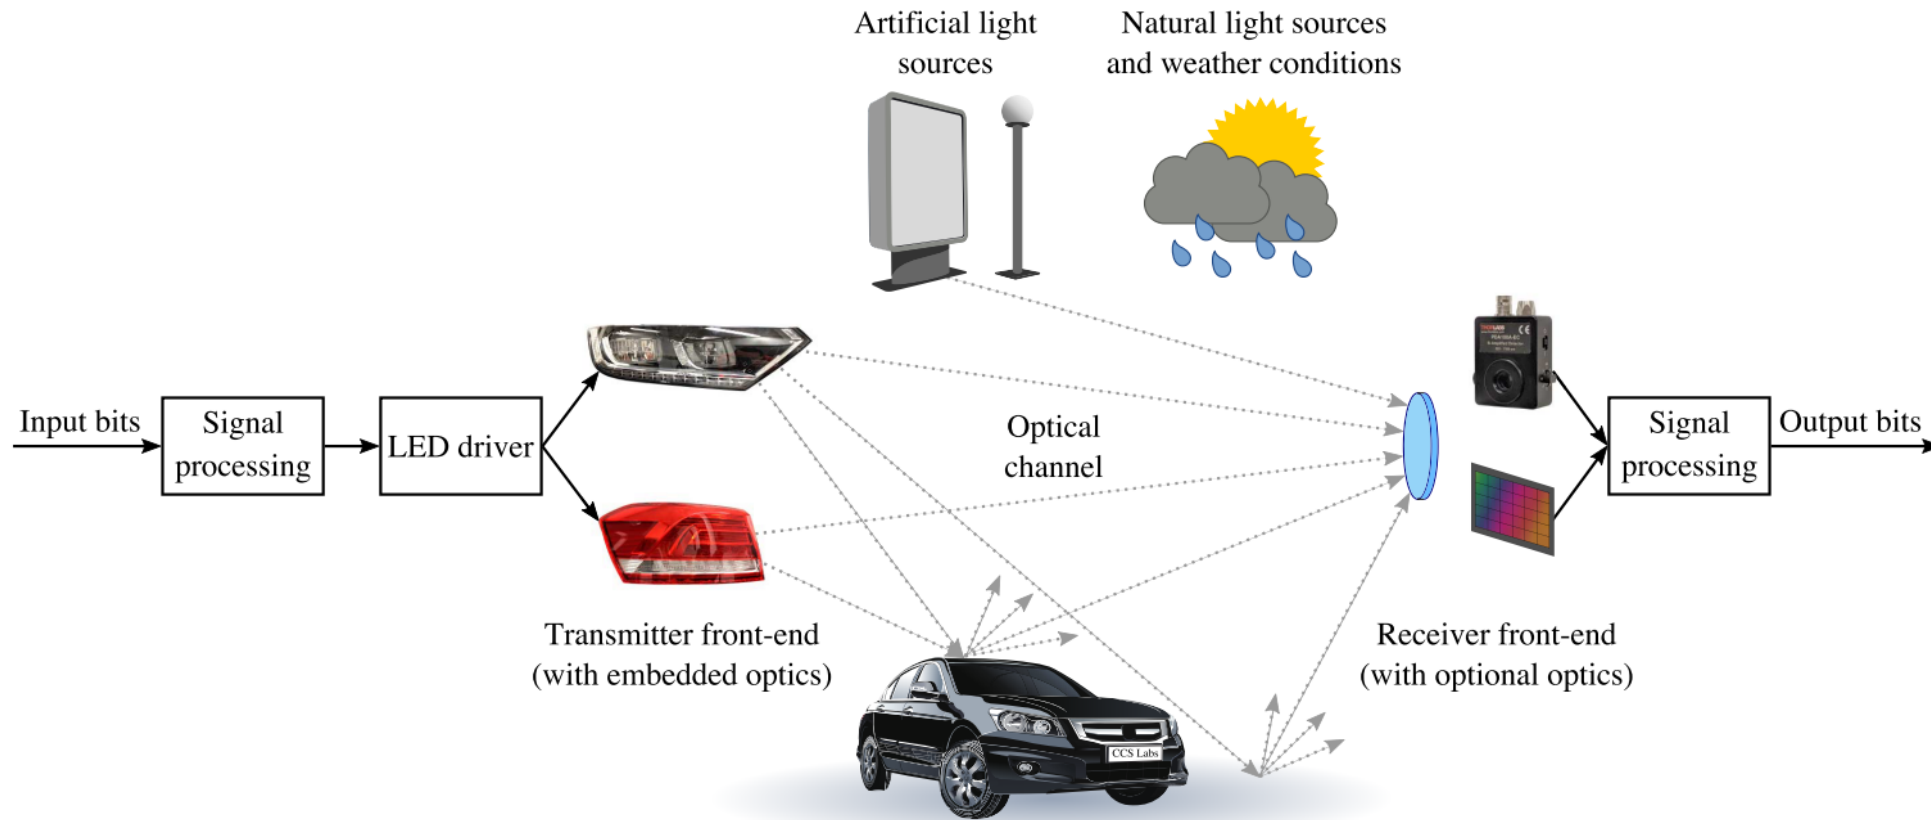 Artificial light
sources
Natural light sources
and weather conditions
Input bits
Signal
processing
LED driver
Optical
channel
Signal
processing
Output bits
Transmitter front-end
(with embedded optics)
Receiver front-end
(with optional optics)
CCS Labs